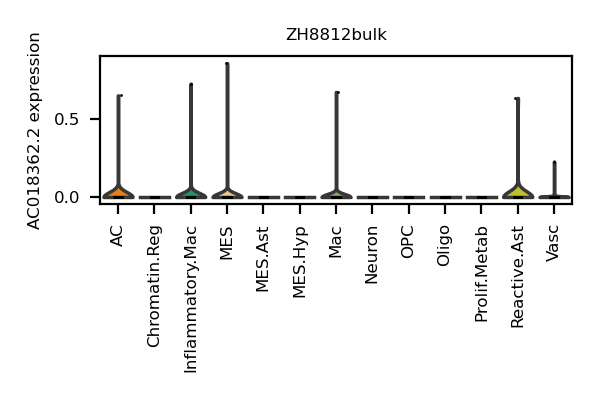 ZH8812bulk
AC018362.2 expression
0.5
0.0
AC
Chromatin.Reg
Inflammatory.Mac
MES
MES.Ast
MES.Hyp
Mac
Neuron
OPC
Oligo
Prolif.Metab
Reactive.Ast
Vasc